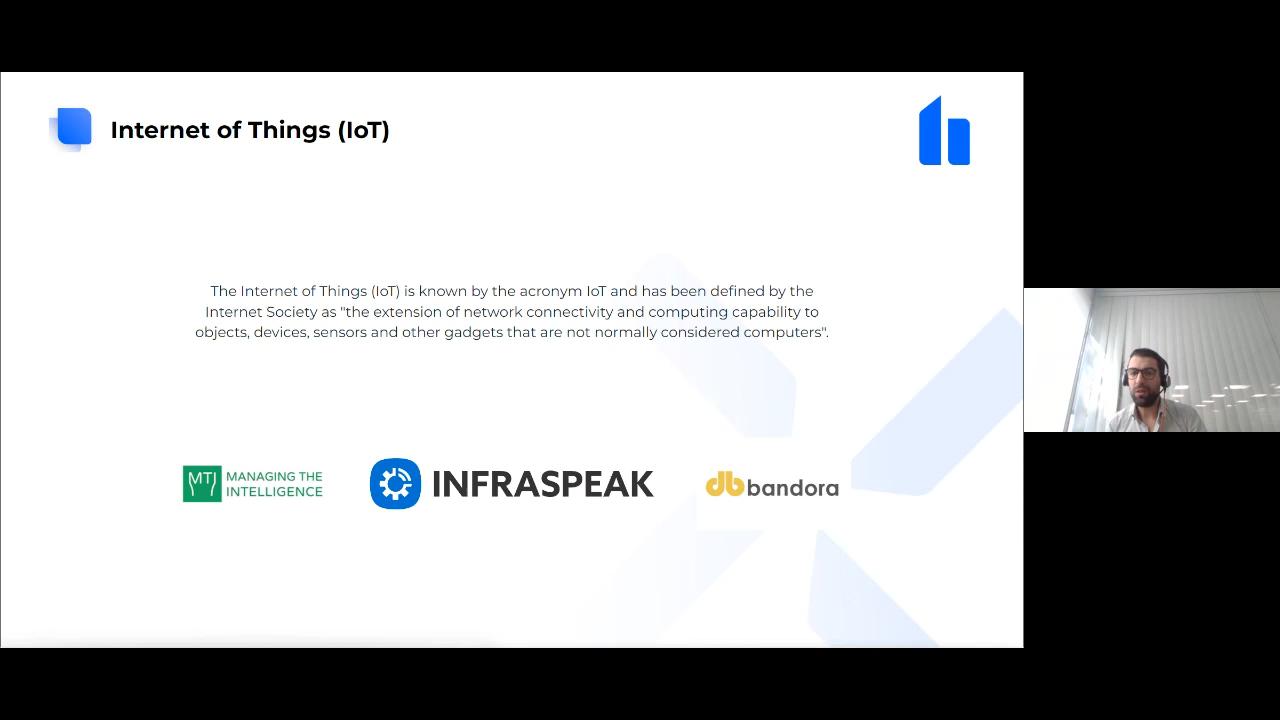 Internet of Things (IoT)
The Internet of Things (IoT) is known by the acronym IoT and has been defined by the
Internet Society as "the extension of network connectivity and computing capability to
objects, devices, sensors and other gadgets that are not normally considered computers".
MTI
MANAGING THE
INTELLIGENCE
INFRASPEAK
db
bandora